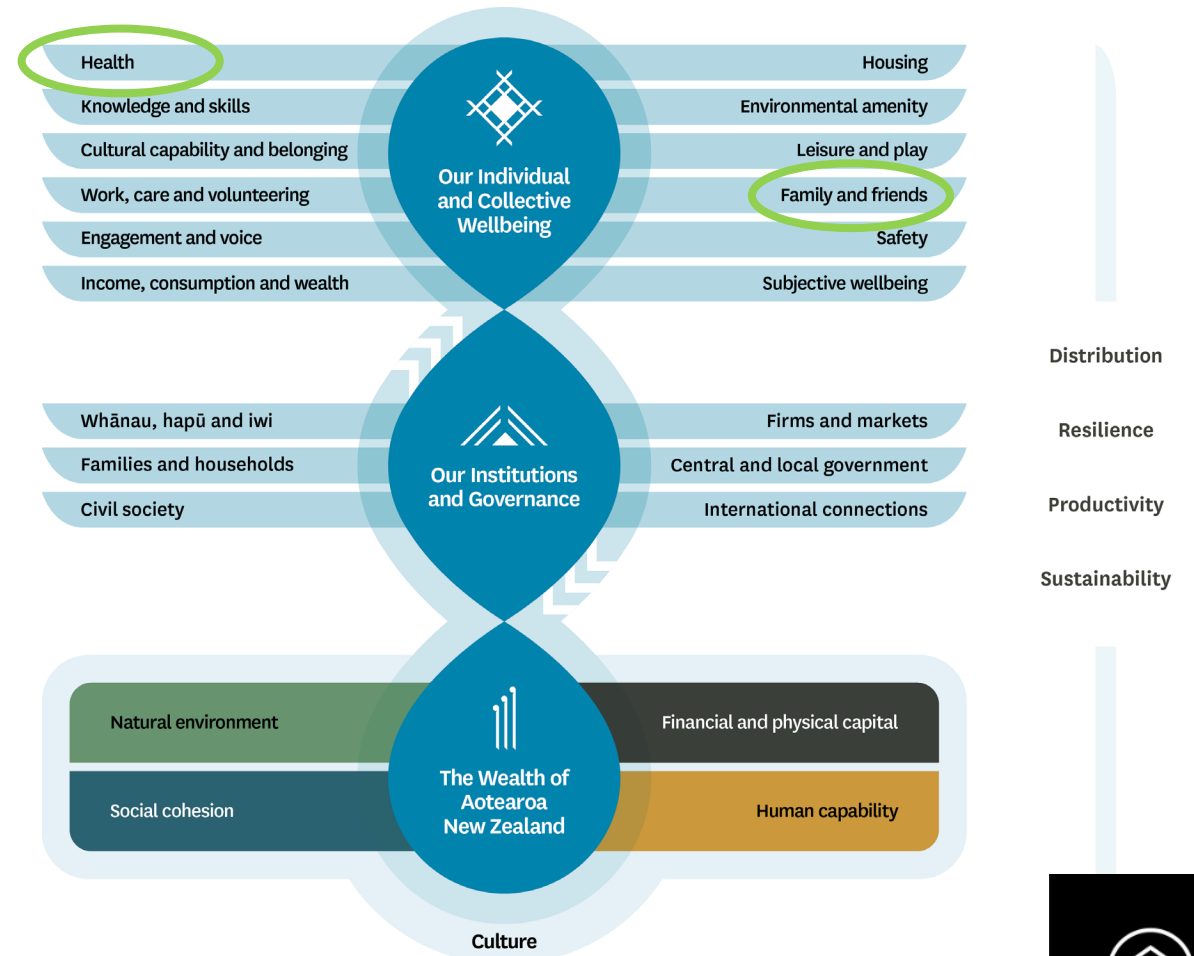 Health
Knowledge and skills
Cultural capability and belonging
Work, care and volunteering
Engagement and voice
Income, consumption and wealth
Our Individual
and Collective
Wellbeing
Housing
Environmental amenity
Leisure and play
Family and friends
Safety
Subjective wellbeing
Whānau, hapū and iwi
Families and households
Civil society
Our Institutions
and Governance
Firms and markets
Central and local government
International connections
Distribution
Resilience
Productivity
Sustainability
Natural environment
Social cohesion
The Wealth of
Aotearoa
New Zealand
Financial and physical capital
Human capability
Culture